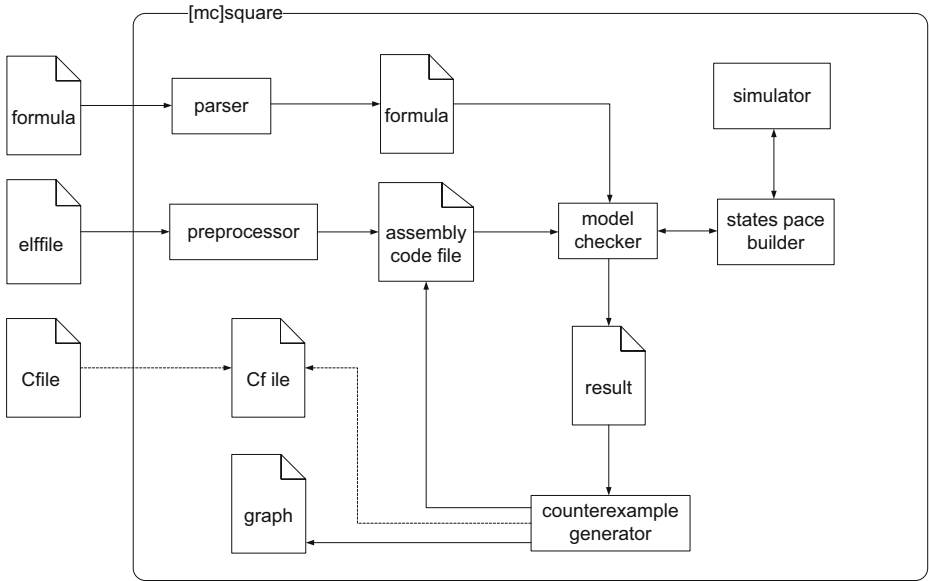 [mc]square
formula
parser
formula
simulator
elffile
preprocessor
assembly
code file
model
checker
states pace
builder
Cfile
Cf ile
result
graph
counterexample
generator